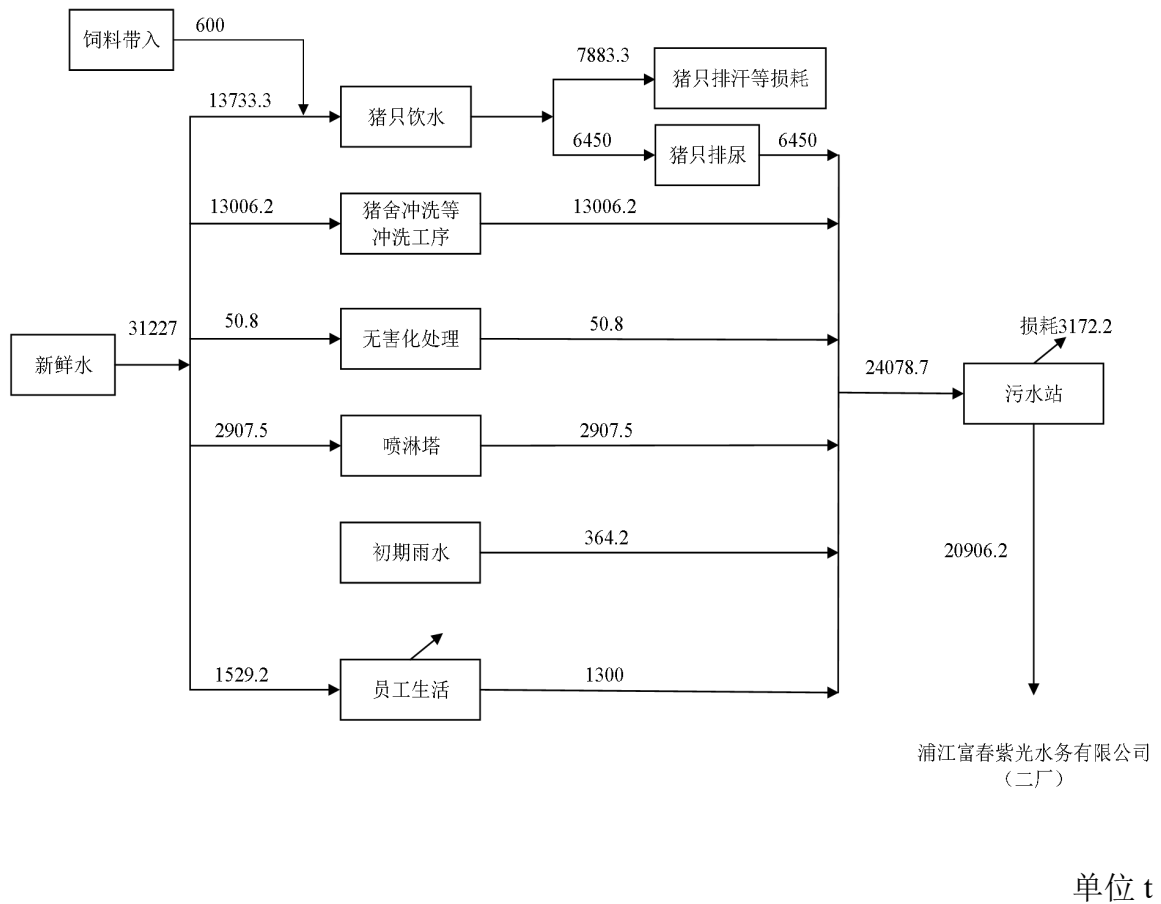 饲料带入
600
7883.3
猪只排汗等损耗
13733.3
猪只饮水
6450
猪只排尿
6450
13006.2
猪舍冲洗等
冲洗工序
13006.2
31227
50.8
无害化处理
50.8
损耗3172.2
新鲜水
24078.7
污水站
2907.5
喷淋塔
2907.5
初期雨水
364.2
20906.2
1529.2
员工生活
1300
浦江富春紫光水务有限公司
（二厂）
单位 t